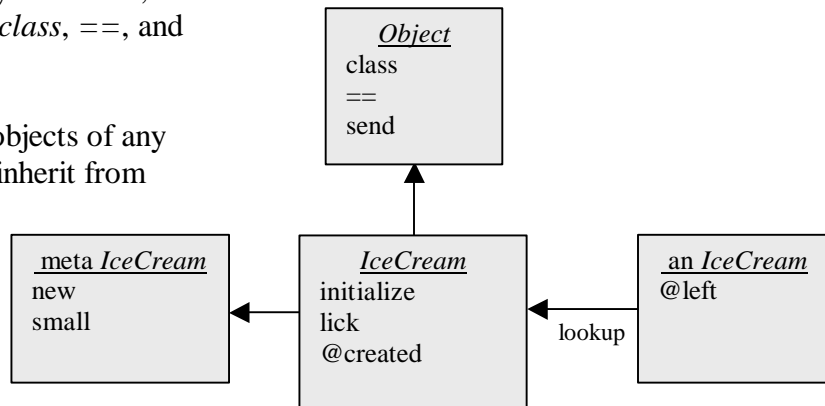 class, ==, and
objects of any
inherit from
Object
class
==
send
meta IceCream
new
small
IceCream
initialize
lick
@created
an IceCream
@left
lookup